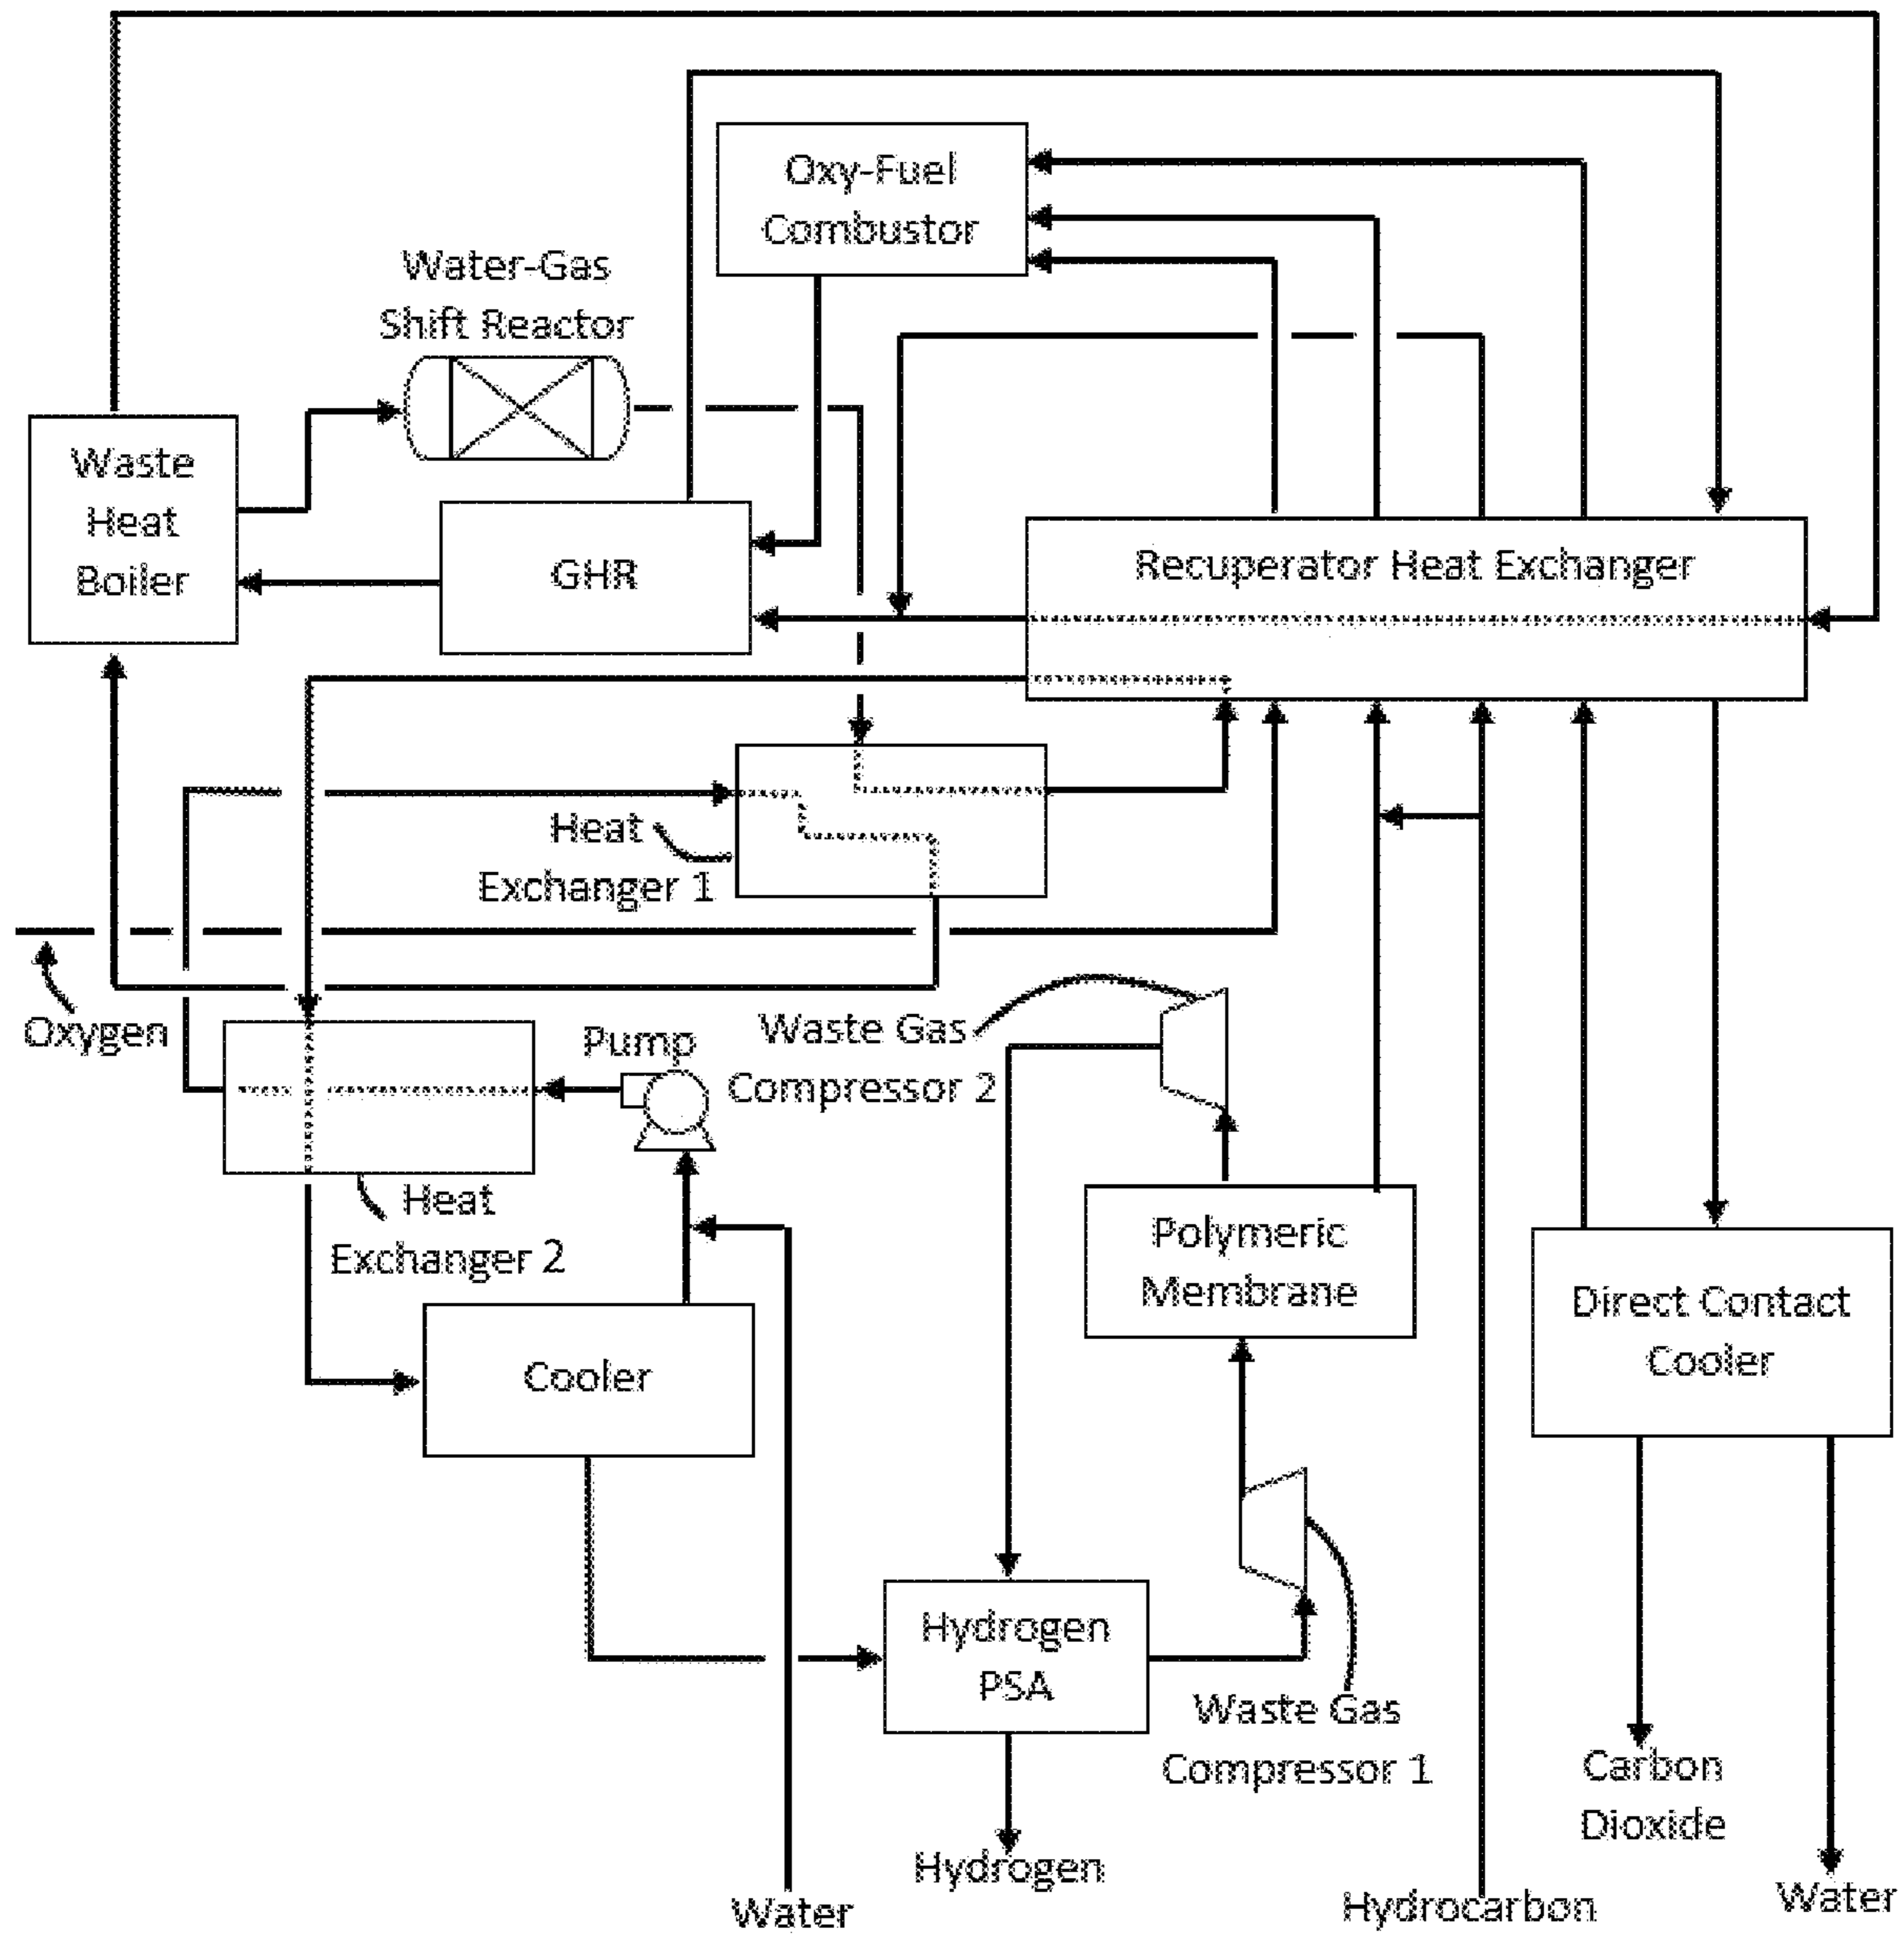 Oxy-Fuel
Combustor
Water-Gas
Shift Reactor
Waste
Heat
Boiler
GHR
Recuperator Heat Exchanger
Heat
Exchanger 1
Oxygen
Pump
Waste Gas
Compressor 2
Heat
Exchanger 2
Polymeric
Membrane
Direct Contact
Cooler
Cooler
Hydrogen
PSA
Waste Gas
Compressor 1
Carbon
Dioxide
Hydrogen
Water
Hydrocarbon
Water